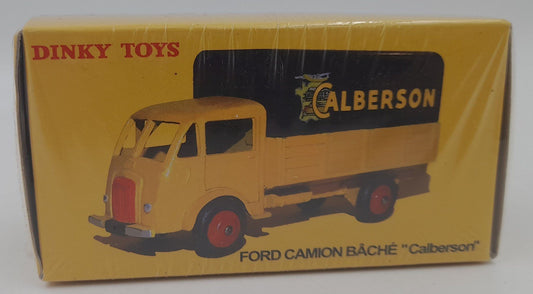 DINKY TOYS
CALBERSON
FORD CAMION BÂCHÉ "Calberson"